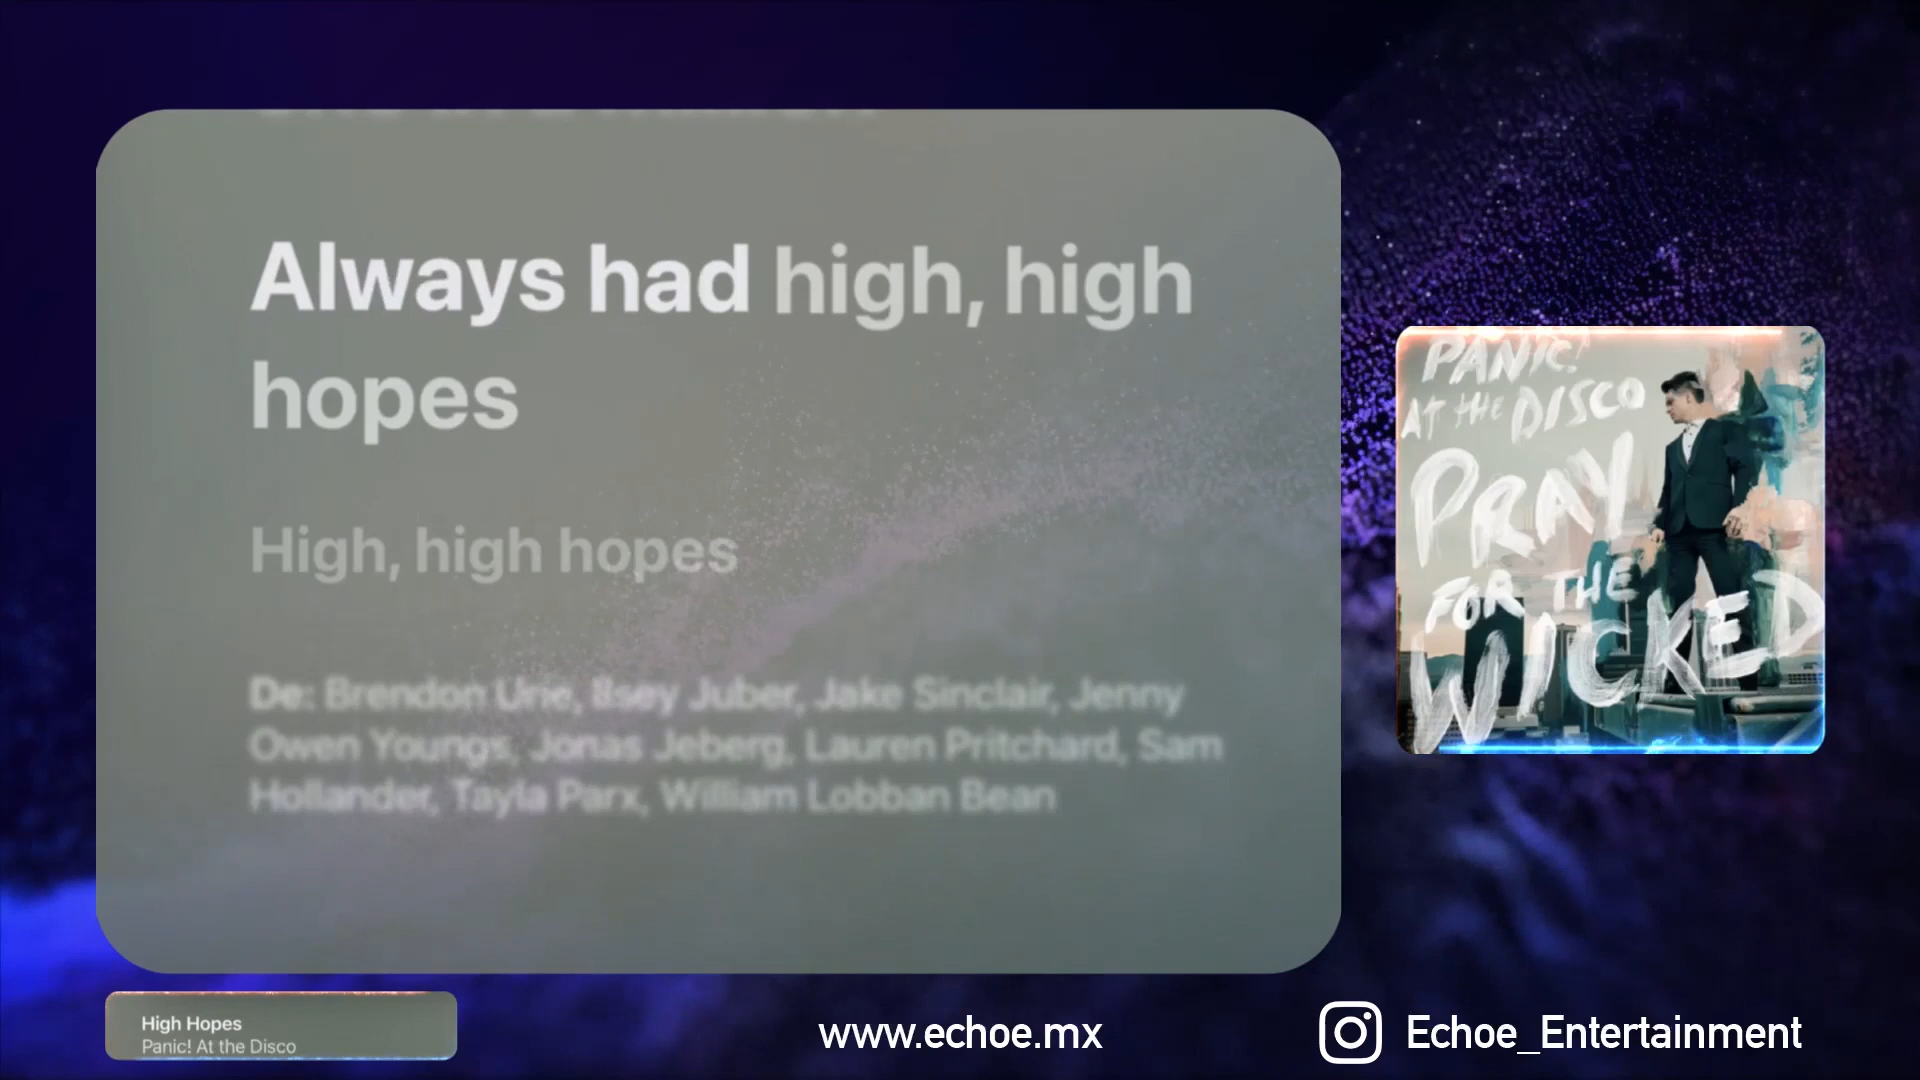 Always had high, high
hopes
High, high hopes
De: Brendon Urie, Ilsey Juber, Jake Sinclair, Jenny
Owen Youngs, Jonas Jeberg, Lauren Pritchard, Sam
Hollander, Tayla Parx, William Lobban Bean
PANIC!
AT THE DISCO
PRAY
FOR THE
WICKED
High Hopes
Panic! At the Disco
www.echoe.mx
Echoe_Entertainment